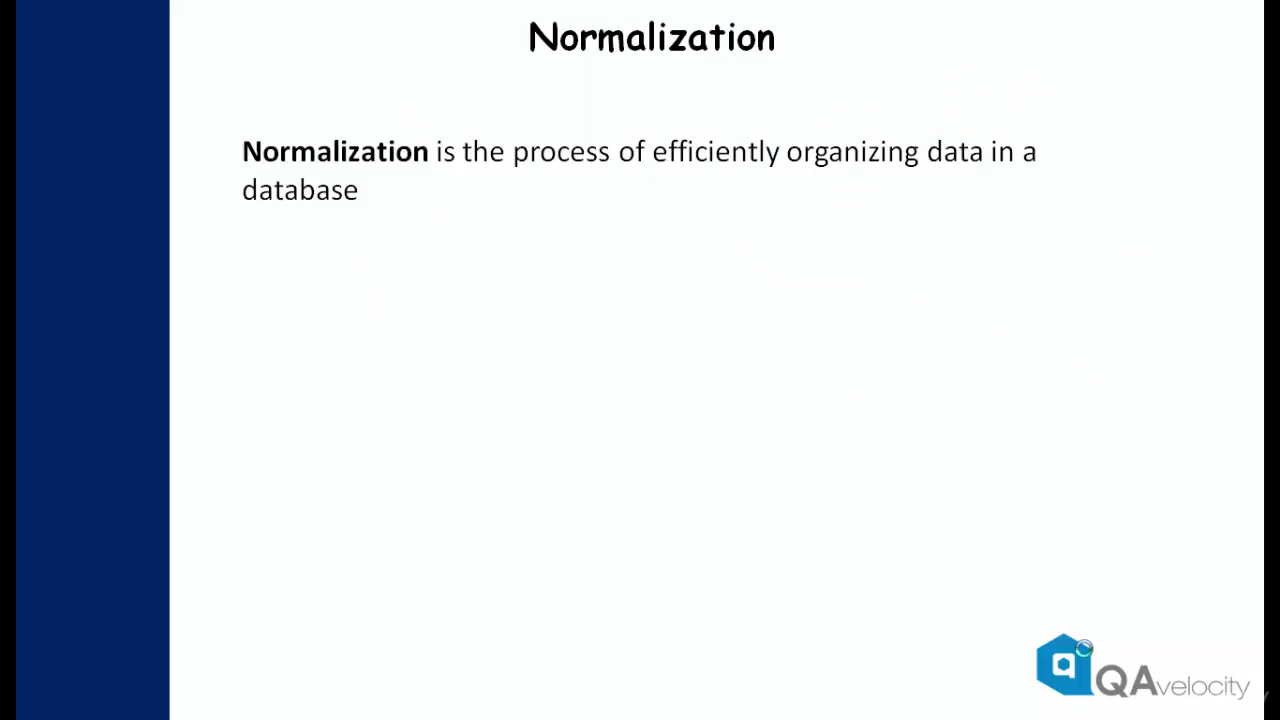 Normalization
Normalization is the process of efficiently organizing data in a
database
q
QAvelocity